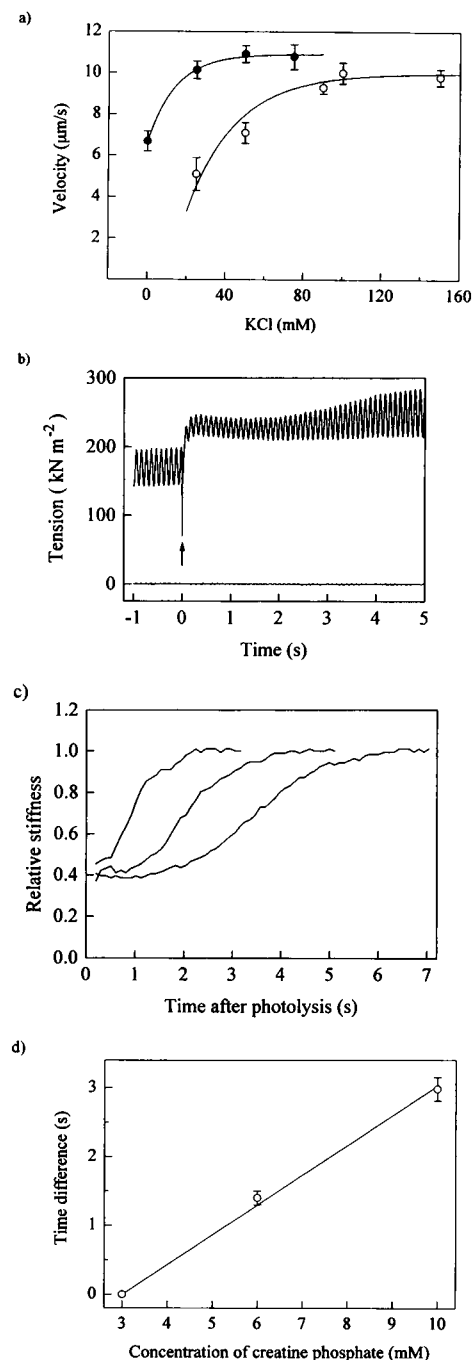 a)
12
10
8
6
4
2
Velocity (μm/s)
0 40 80 120 160
KCl (mM)
b)
300
200
100
0
Tension ( kN m⁻²)
-1 0 1 2 3 4 5
Time (s)
c)
1.2
1.0
0.8
0.6
0.4
0.2
0.0
Relative stiffness
0 1 2 3 4 5 6 7
Time after photolysis (s)
d)
3
2
1
0
Time difference (s)
3 4 5 6 7 8 9 10
Concentration of creatine phosphate (mM)